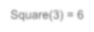 Square(3) = 6